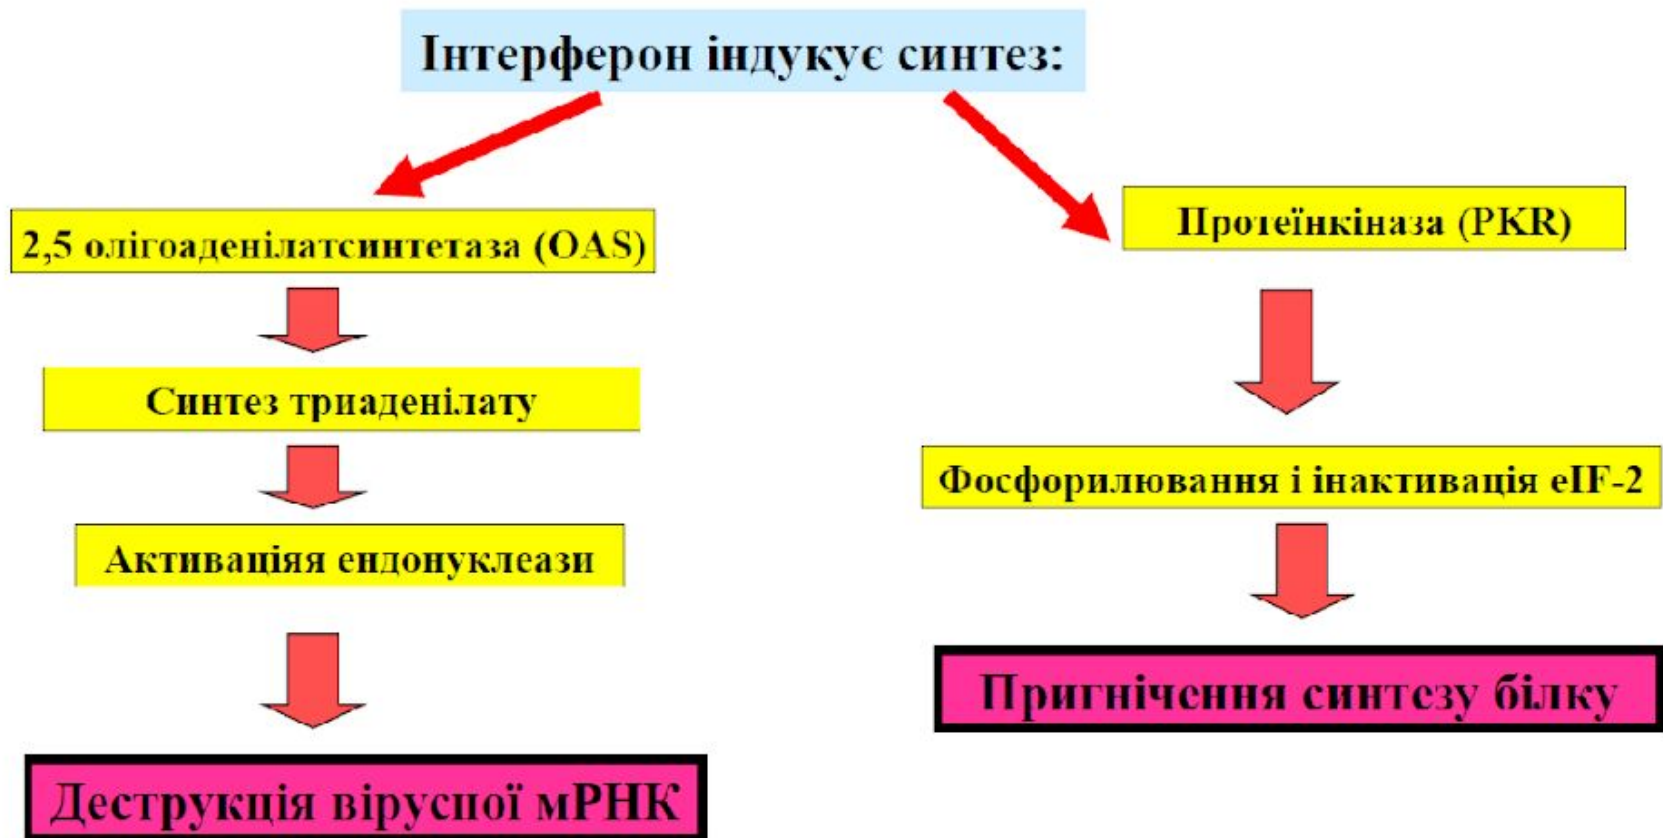 Інтерферон індукує синтез:
2,5 олігоаденілатсинтетаза (OAS)
Протеїнкіназа (PKR)
Синтез триаденілату
Фосфорилювання і інактивація eIF-2
Активаціяя ендонуклеази
Пригнічення синтезу білку
Деструкція вірусної мРНК